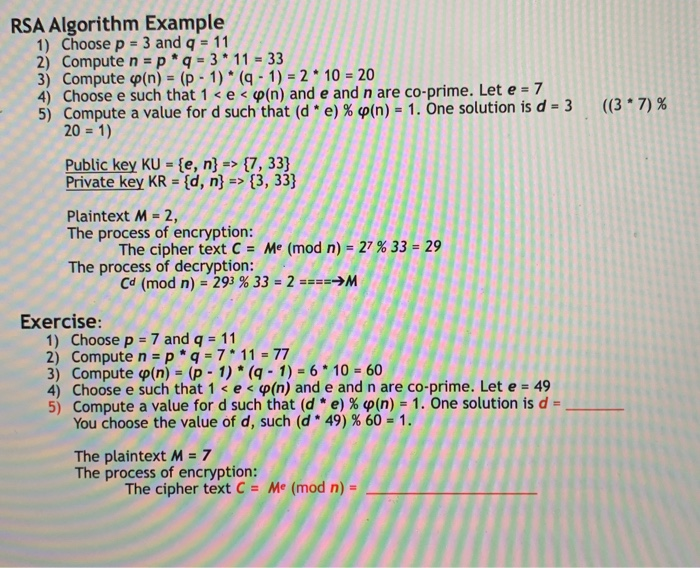 RSA Algorithm Example
1) Choose p = 3 and q = 11
2) Compute n = p * q = 3 * 11 = 33
3) Compute φ(n) = (p - 1) * (q - 1) = 2 * 10 = 20
4) Choose e such that 1 < e < φ(n) and e and n are co-prime. Let e = 7
5) Compute a value for d such that (d * e) % φ(n) = 1. One solution is d = 3 ((3 * 7) %
20 = 1)
Public key KU = {e, n} => {7, 33}
Private key KR = {d, n} => {3, 33}
Plaintext M = 2,
The process of encryption:
The cipher text C = Mᵉ (mod n) = 2⁷ % 33 = 29
The process of decryption:
Cᵈ (mod n) = 29³ % 33 = 2 ====→M
Exercise:
1) Choose p = 7 and q = 11
2) Compute n = p * q = 7 * 11 = 77
3) Compute φ(n) = (p - 1) * (q - 1) = 6 * 10 = 60
4) Choose e such that 1 < e < φ(n) and e and n are co-prime. Let e = 49
5) Compute a value for d such that (d * e) % φ(n) = 1. One solution is d = ______
You choose the value of d, such (d * 49) % 60 = 1.
The plaintext M = 7
The process of encryption:
The cipher text C = Mᵉ (mod n) = ____________________